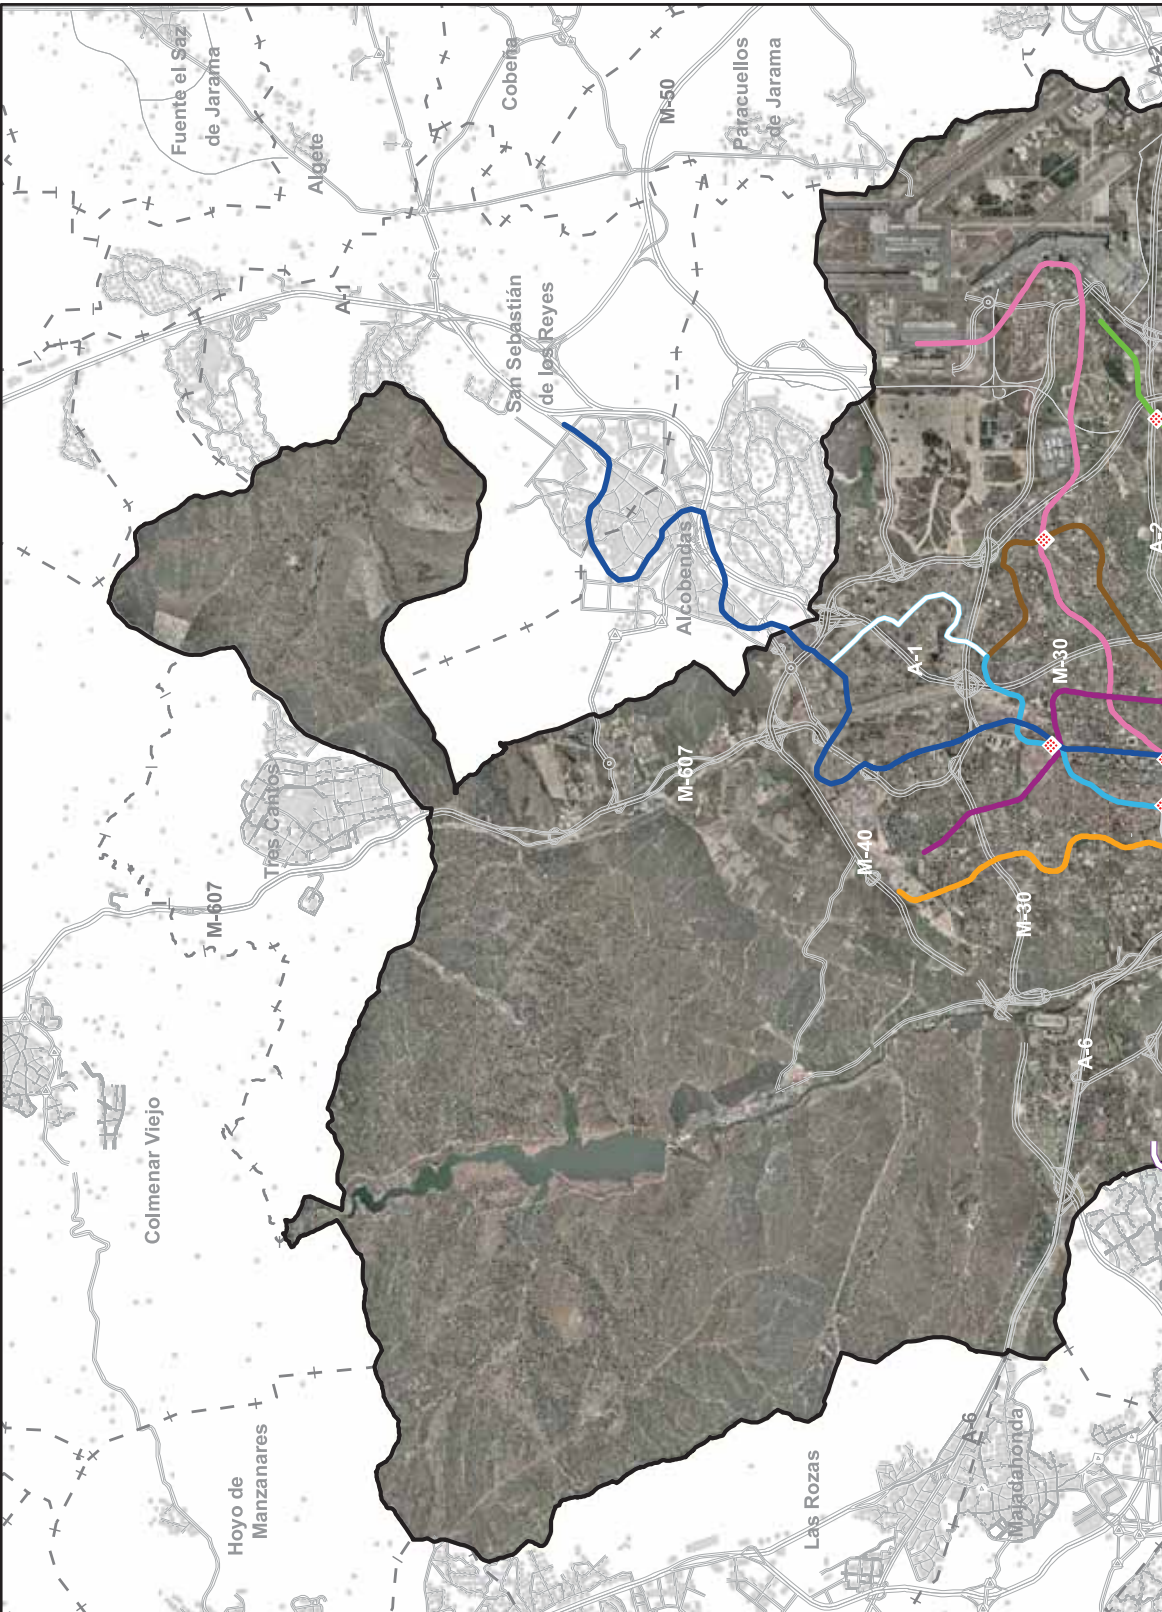 Fuente el Saz
de Jarama
Algete
Cobeña
M-50
Paracuellos
de Jarama
A-2
A-1
San Sebastián
de los Reyes
Alcobendas
A-2
A-1
M-30
Tres Cantos
M-607
M-607
M-40
M-30
A-6
Colmenar Viejo
Hoyo de
Manzanares
Las Rozas
A-6
Majadahonda